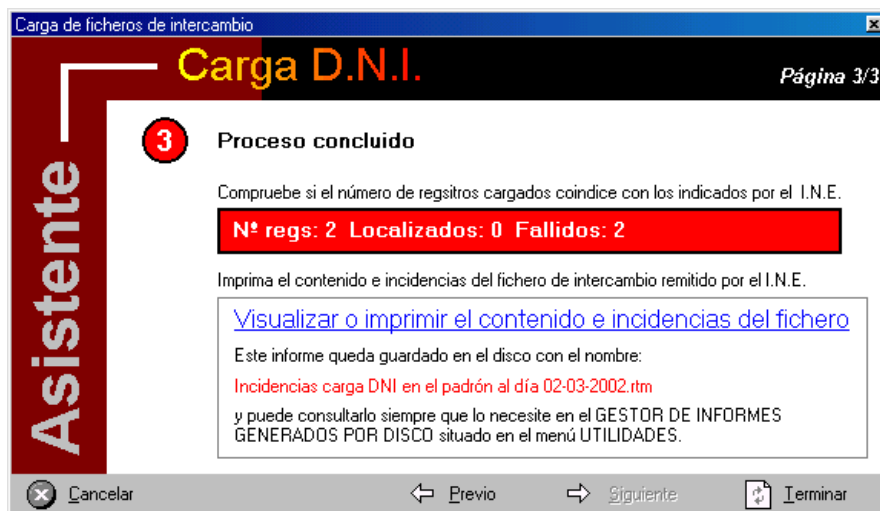 Carga de ficheros de intercambio
Carga D.N.I.
Página 3/3
Asistente
3
Proceso concluido
Compruebe si el número de regsitros cargados coindice con los indicados por el I.N.E.
Nº regs: 2 Localizados: 0 Fallidos: 2
Imprima el contenido e incidencias del fichero de intercambio remitido por el I.N.E.
Visualizar o imprimir el contenido e incidencias del fichero
Este informe queda guardado en el disco con el nombre:
Incidencias carga DNI en el padrón al día 02-03-2002.rtm
y puede consultarlo siempre que lo necesite en el GESTOR DE INFORMES
GENERADOS POR DISCO situado en el menú UTILIDADES.
Cancelar
Previo
Siguiente
Terminar